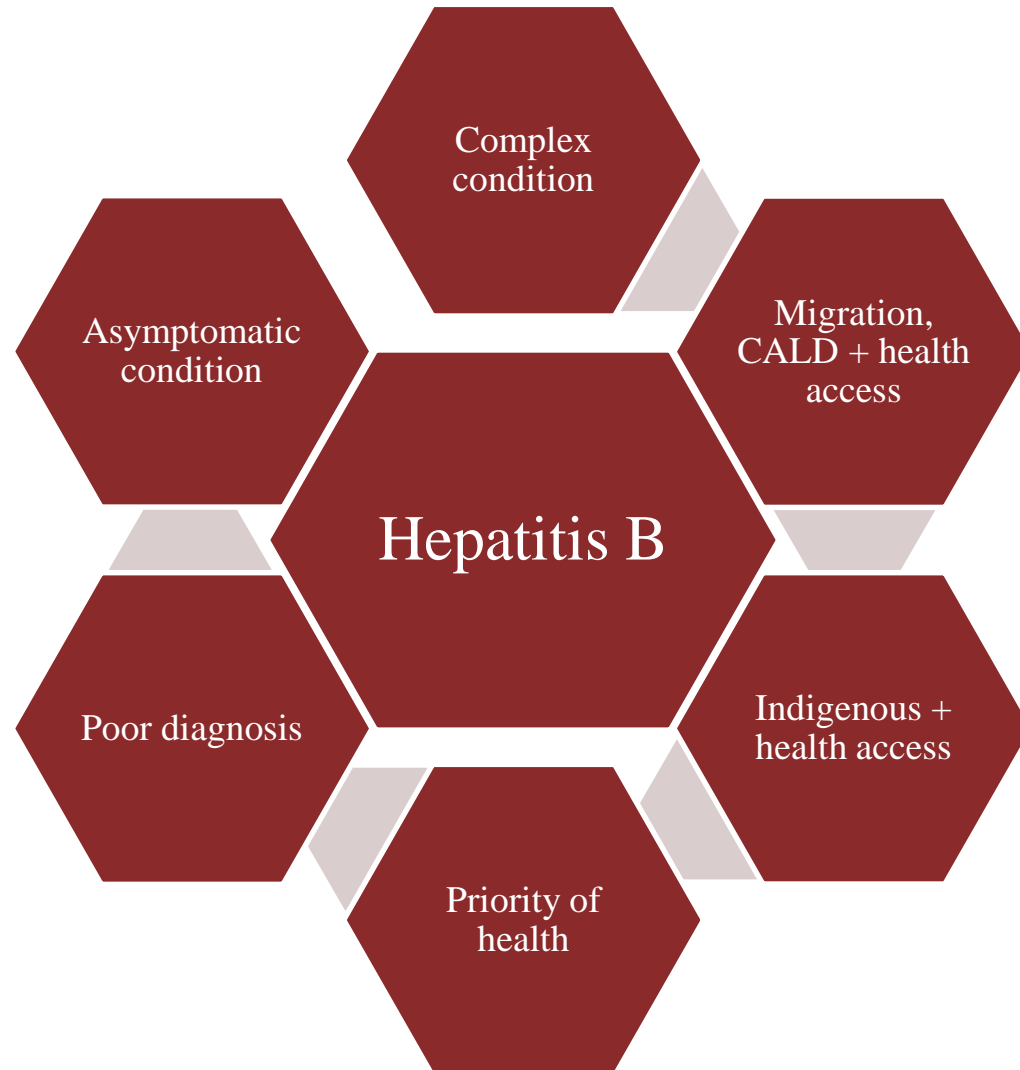 Complex
condition
Asymptomatic
condition
Migration,
CALD + health
access
Hepatitis B
Poor diagnosis
Indigenous +
health access
Priority of
health